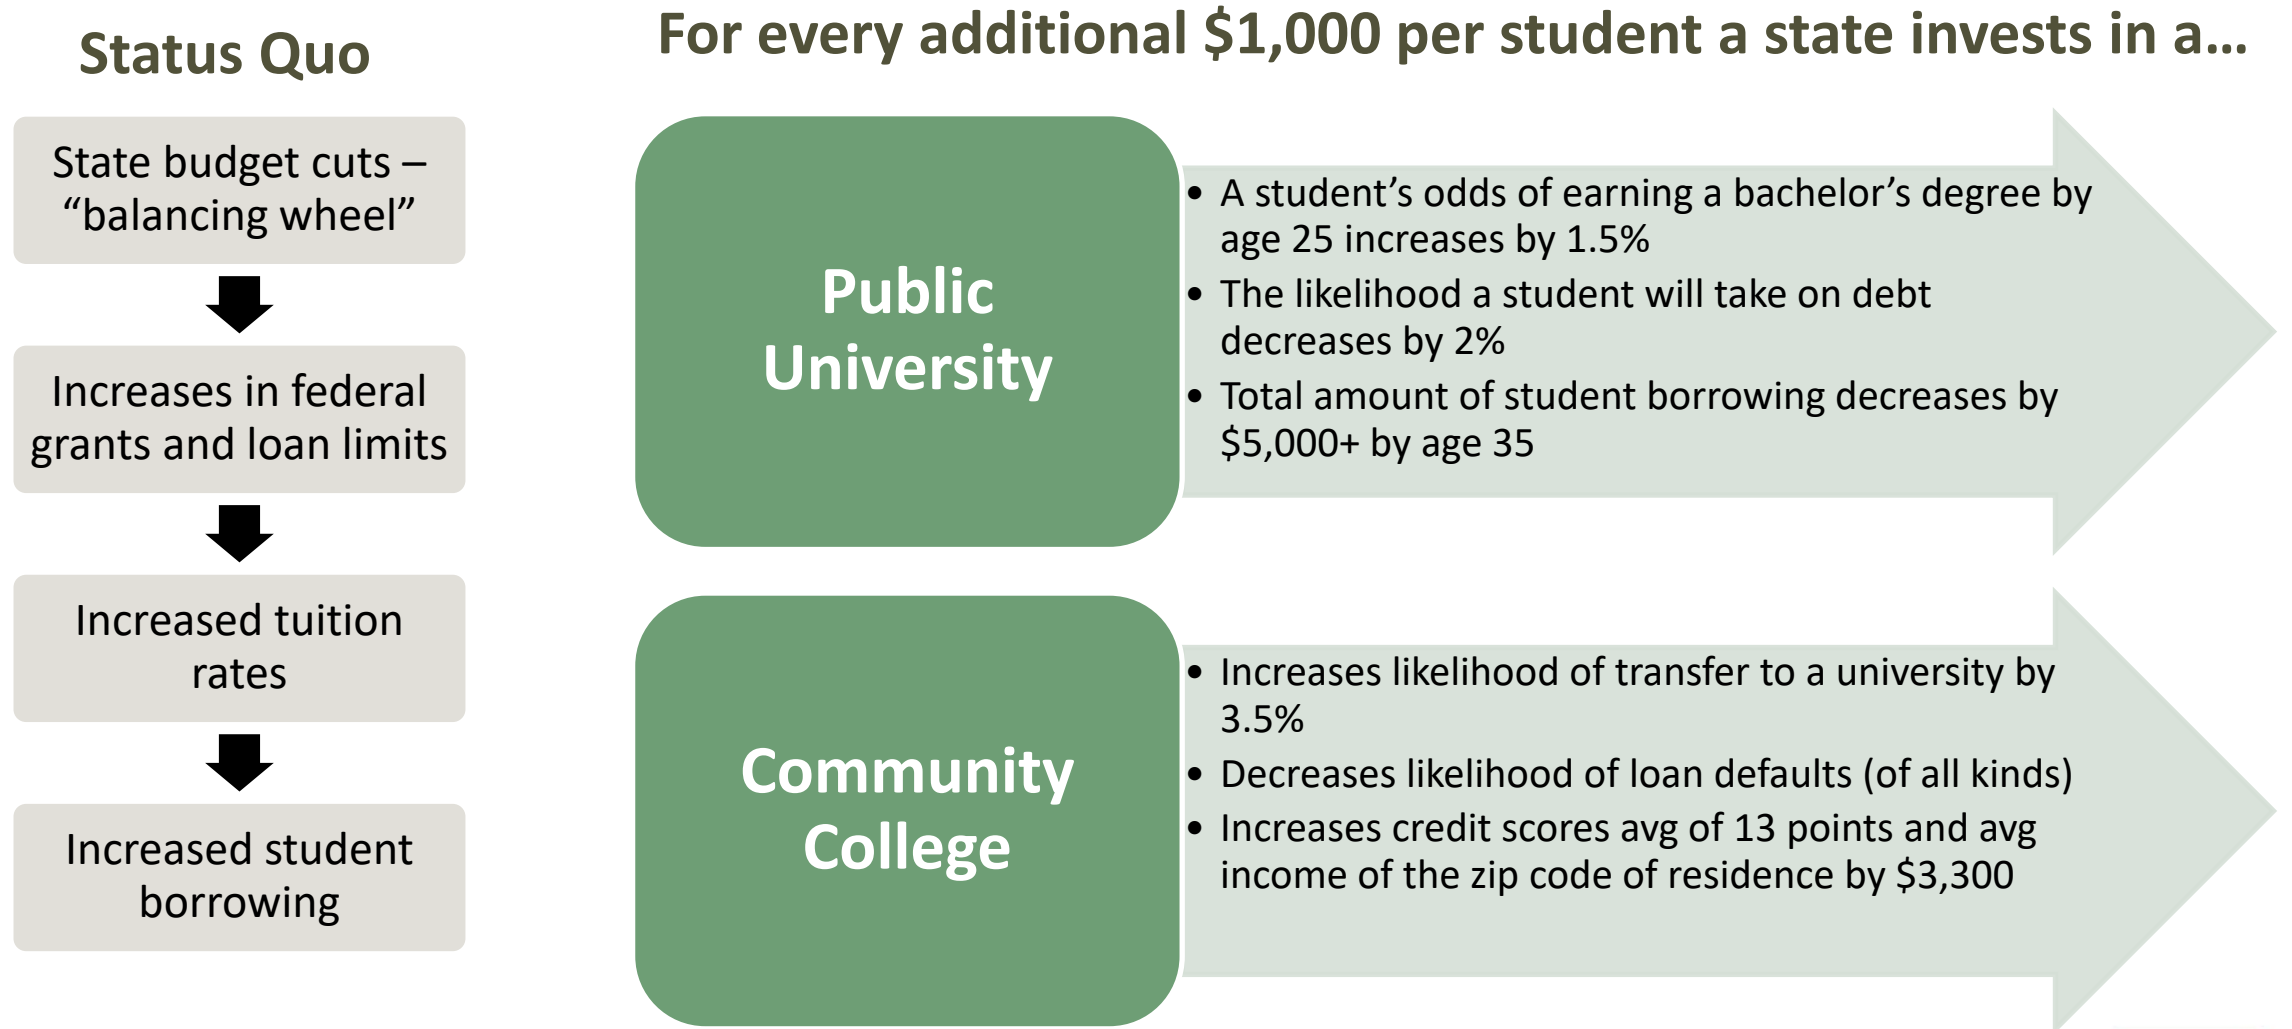 Status Quo
State budget cuts –
“balancing wheel”
Increases in federal
grants and loan limits
Increased tuition
rates
Increased student
borrowing
For every additional $1,000 per student a state invests in a…
Public
University
• A student’s odds of earning a bachelor’s degree by
age 25 increases by 1.5%
• The likelihood a student will take on debt
decreases by 2%
• Total amount of student borrowing decreases by
$5,000+ by age 35
Community
College
• Increases likelihood of transfer to a university by
3.5%
• Decreases likelihood of loan defaults (of all kinds)
• Increases credit scores avg of 13 points and avg
income of the zip code of residence by $3,300